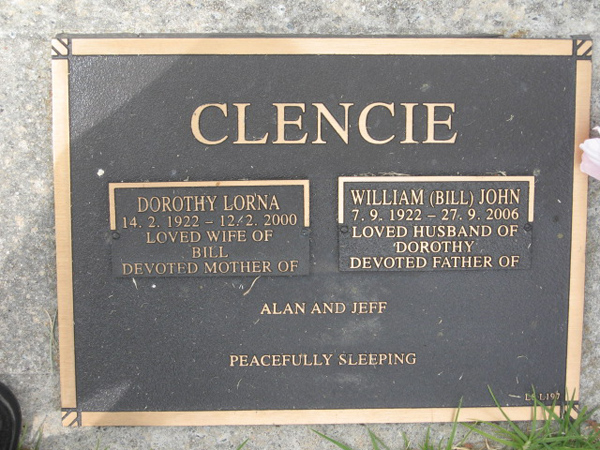 CLENCIE
DOROTHY LORNA
14. 2. 1922 – 12. 2. 2000
LOVED WIFE OF
BILL
DEVOTED MOTHER OF
WILLIAM (BILL) JOHN
7. 9. 1922 – 27. 9. 2006
LOVED HUSBAND OF
DOROTHY
DEVOTED FATHER OF
ALAN AND JEFF
PEACEFULLY SLEEPING